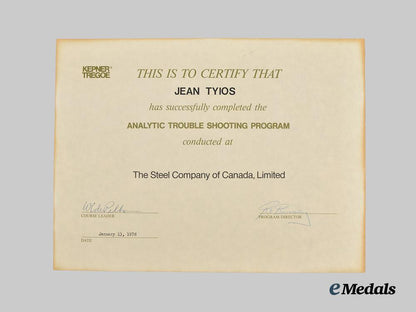 KEPNER
TREGOE
THIS IS TO CERTIFY THAT
JEAN TYIOS
has successfully completed the
ANALYTIC TROUBLE SHOOTING PROGRAM
conducted at
The Steel Company of Canada, Limited
COURSE LEADER
PROGRAM DIRECTOR
January 13, 1978
DATE
eMedals